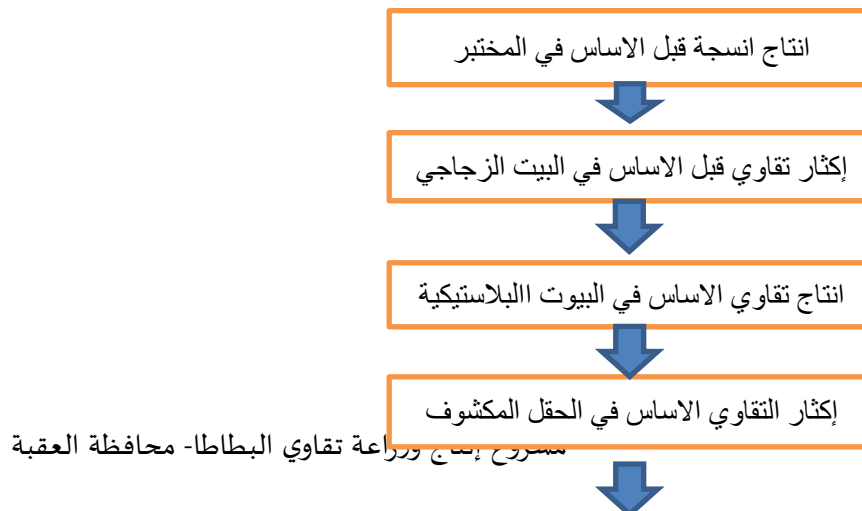 انتاج انسجة قبل الاساس في المختبر
إكثار تقاوي قبل الاساس في البيت الزجاجي
انتاج تقاوي الاساس في البيوت االبلاستيكية
إكثار التقاوي الاساس في الحقل المكشوف
تقاوي البطاطا- محافظة العقبة